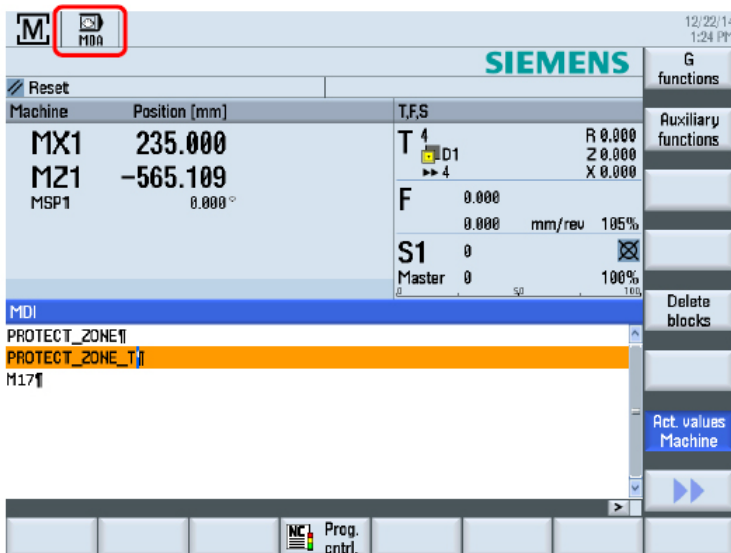 M
MDA
12/22/14
1:24 PM
SIEMENS
G
functions
Reset
Machine Position [mm] T,F,S
MX1 235.000
MZ1 -565.109
MSP1 0.000°
T 4 R 0.000
D1 Z 0.000
▸▸ 4 X 0.000
F 0.000
0.000 mm/rev 105%
S1 0
Master 0 100%
0 50 100
Auxiliary
functions
Delete
blocks
MDI
PROTECT_ZONE¶
PROTECT_ZONE_T¶
M17¶
Act. values
Machine
>
NC Prog.
cntrl.